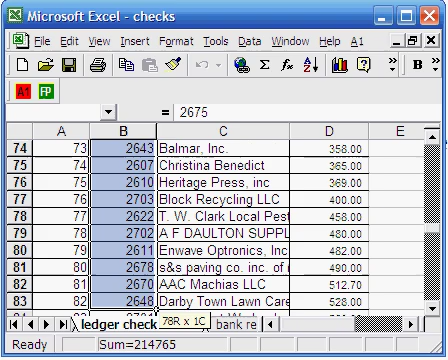 Microsoft Excel - checks
File Edit View Insert Format Tools Data Window Help A1
Σ fx A Z ? » B »
A1 FP
= 2675
A B C D E
74 73 2643 Balmar, Inc. 358.00
75 74 2607 Christina Benedict 365.00
76 75 2610 Heritage Press, inc 369.00
77 76 2703 Block Recycling LLC 400.00
78 77 2622 T. W. Clark Local Pest 458.00
79 78 2702 A F DAULTON SUPPL 480.00
80 79 2611 Enwave Optronics, Inc 482.00
81 80 2678 s&s paving co. inc. of 490.00
82 81 2670 AAC Machias LLC 512.70
83 82 2648 Darby Town Lawn Care 528.00
ledger check 78R x 1C bank re
Ready Sum=214765